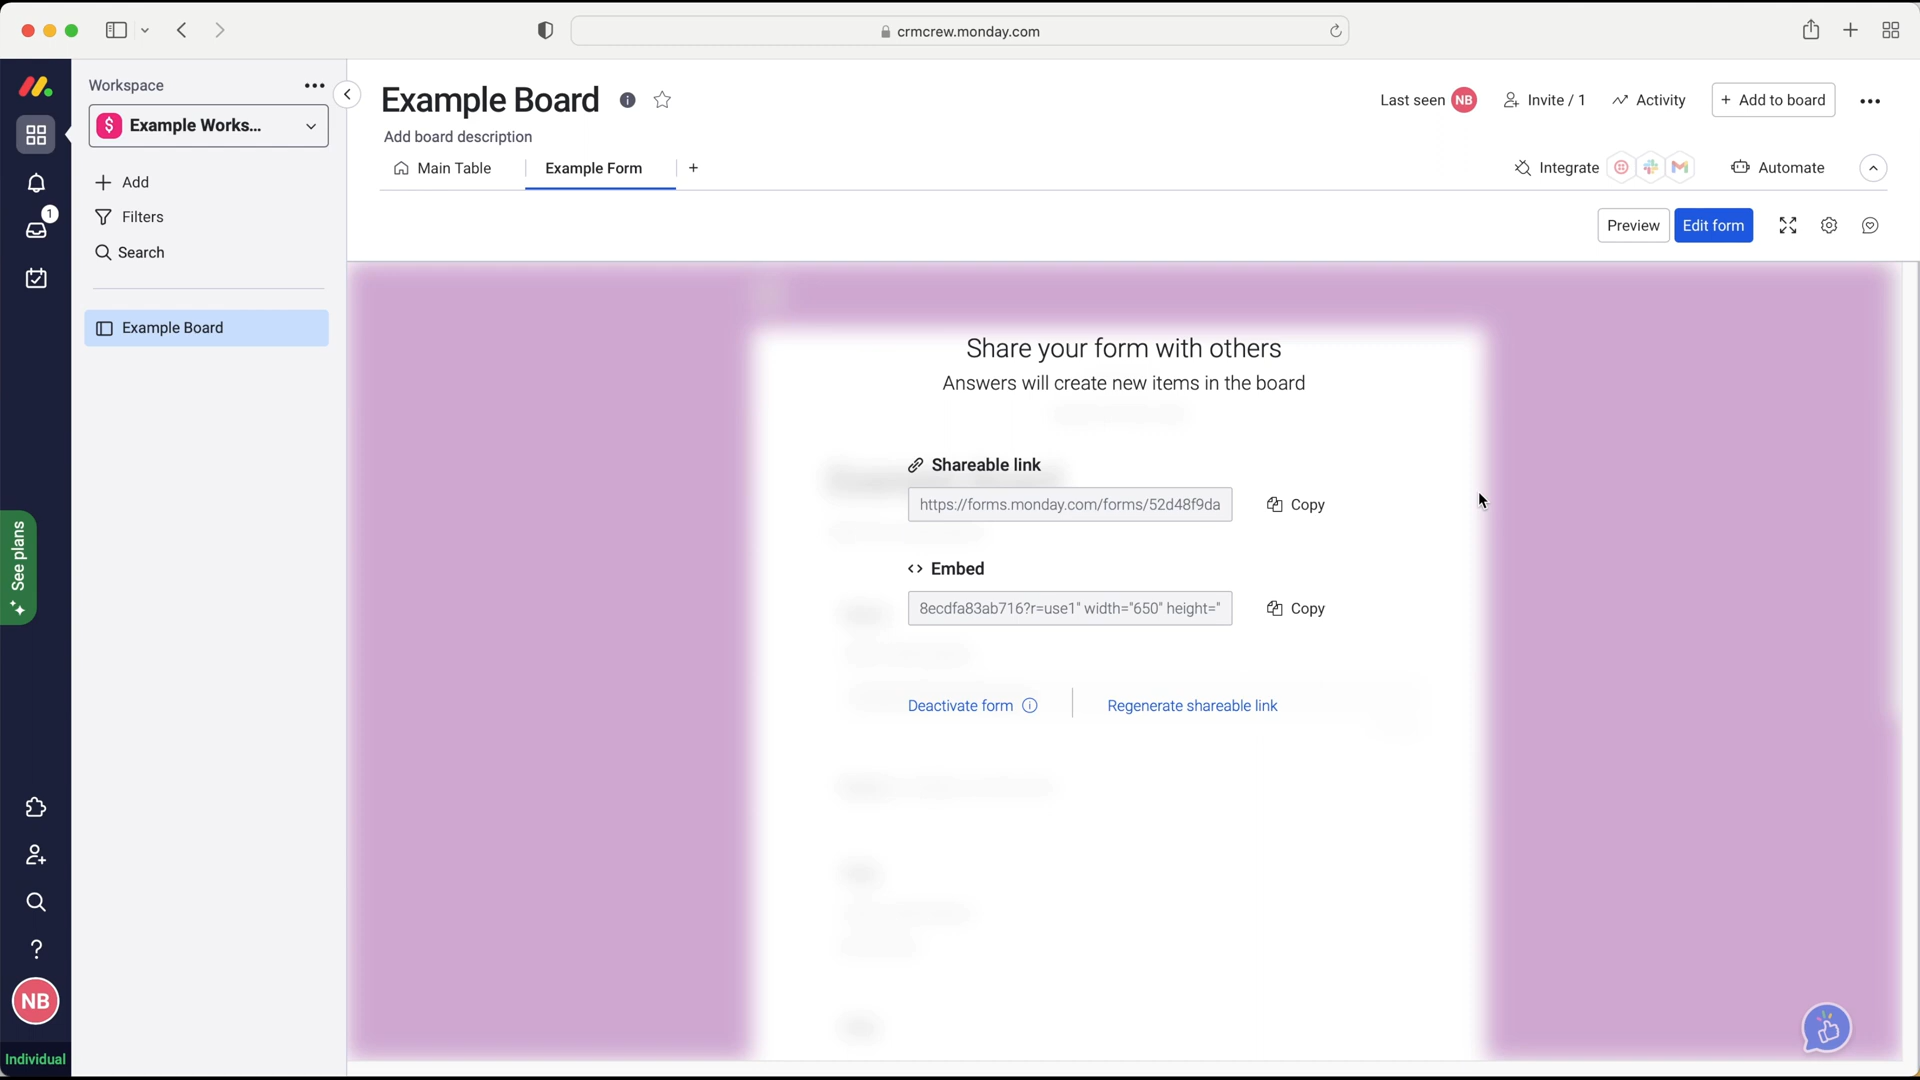 crmcrew.monday.com
Workspace
$ Example Works...
Add
Filters
Search
Example Board
1
See plans
NB
Individual
Example Board
Add board description
Last seen NB
Invite / 1
Activity
+ Add to board
Main Table
Example Form
+
Integrate
Automate
Preview
Edit form
Share your form with others
Answers will create new items in the board
Shareable link
https://forms.monday.com/forms/52d48f9da
Copy
<> Embed
8ecdfa83ab716?r=use1" width="650" height="
Copy
Deactivate form
Regenerate shareable link